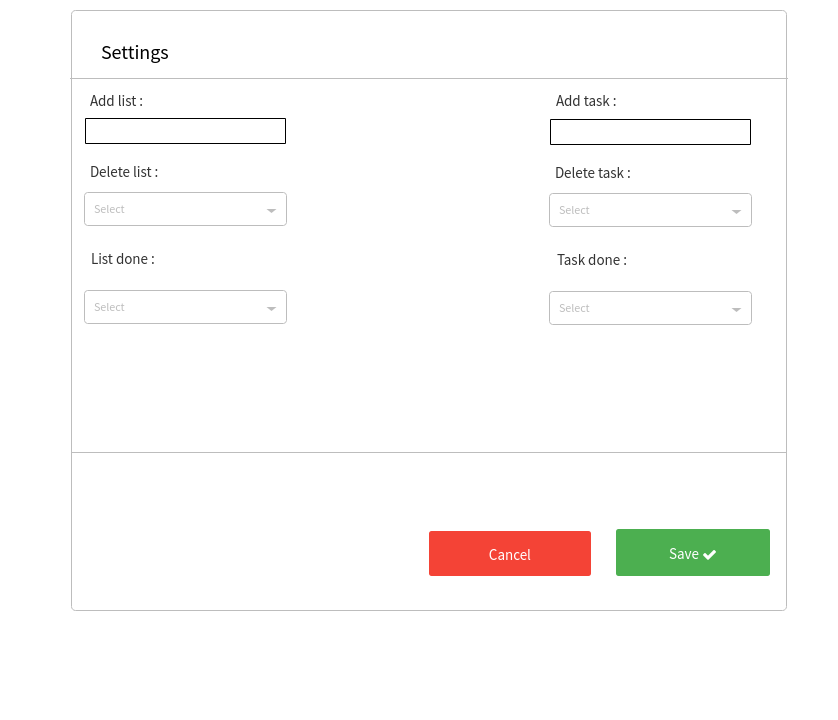 Settings
Add list :
Add task :
Delete list :
Delete task :
Select
Select
List done :
Task done :
Select
Select
Cancel
Save